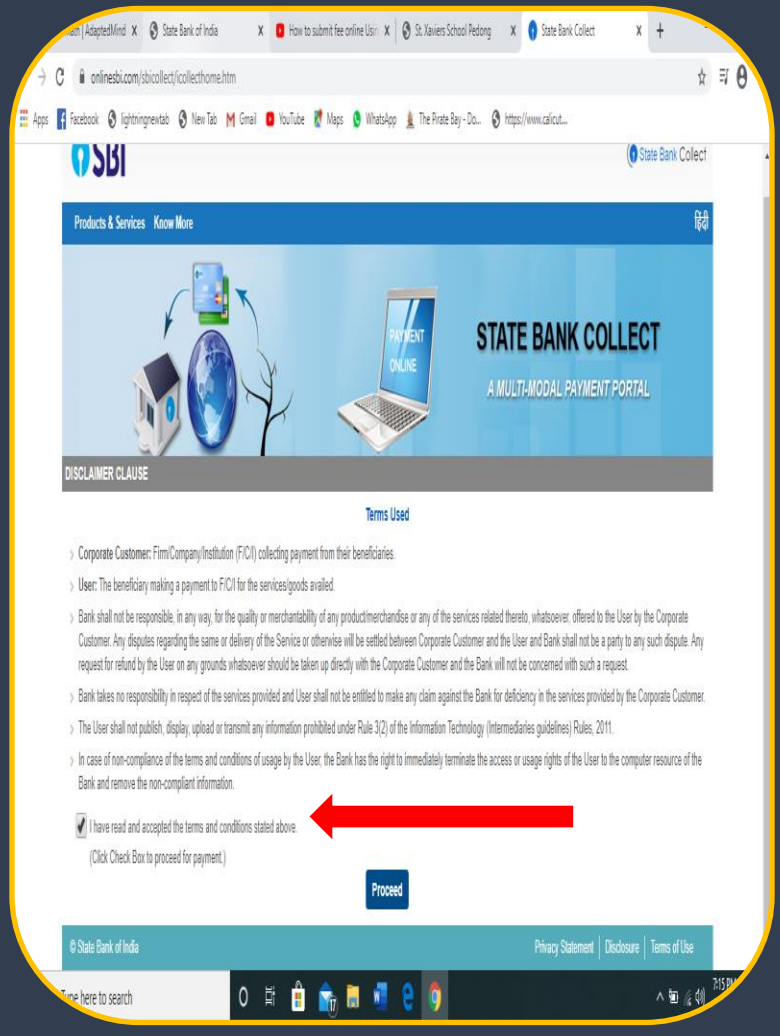 ath | AdaptedMind X State Bank of India X How to submit fee online Usin X St. Xaviers School Pedong X State Bank Collect X +
onlinesbi.com/sbicollect/icollecthome.htm
Apps Facebook lightningnewtab New Tab Gmail YouTube Maps WhatsApp The Pirate Bay - Do... https://www.calicut...
SBI State Bank Collect
Products & Services Know More हिंदी
PAYMENT
ONLINE
STATE BANK COLLECT
A MULTI-MODAL PAYMENT PORTAL
DISCLAIMER CLAUSE
Terms Used
Corporate Customer: Firm/Company/Institution (F/C/I) collecting payment from their beneficiaries.
User: The beneficiary making a payment to F/C/I for the services/goods availed.
Bank shall not be responsible, in any way, for the quality or merchantability of any product/merchandise or any of the services related thereto, whatsoever, offered to the User by the Corporate
Customer. Any disputes regarding the same or delivery of the Service or otherwise will be settled between Corporate Customer and the User and Bank shall not be a party to any such dispute. Any
request for refund by the User on any grounds whatsoever should be taken up directly with the Corporate Customer and the Bank will not be concerned with such a request.
Bank takes no responsibility in respect of the services provided and User shall not be entitled to make any claim against the Bank for deficiency in the services provided by the Corporate Customer.
The User shall not publish, display, upload or transmit any information prohibited under Rule 3(2) of the Information Technology (Intermediaries guidelines) Rules, 2011.
In case of non-compliance of the terms and conditions of usage by the User, the Bank has the right to immediately terminate the access or usage rights of the User to the computer resource of the
Bank and remove the non-compliant information.
I have read and accepted the terms and conditions stated above.
(Click Check Box to proceed for payment.)
Proceed
© State Bank of India Privacy Statement | Disclosure | Terms of Use
Type here to search 7:15 PM